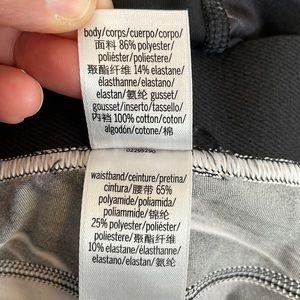 body/corps/cuerpo/corpo/
面料 86% polyester/
poliéster/poliestere/
聚酯纤维 14% elastane/
élasthanne/elastano/
elastan/氨纶 gusset/
gousset/inserto/tassello/
内裆 100% cotton/coton/
algodón/cotone/棉
02295290
waistband/ceinture/pretina/
cintura/腰带 65%
polyamide/poliamida/
poliammide/锦纶
25% polyester/poliéster/
poliestere/聚酯纤维
10% elastane/élasthanne/
elastano/elastan/氨纶